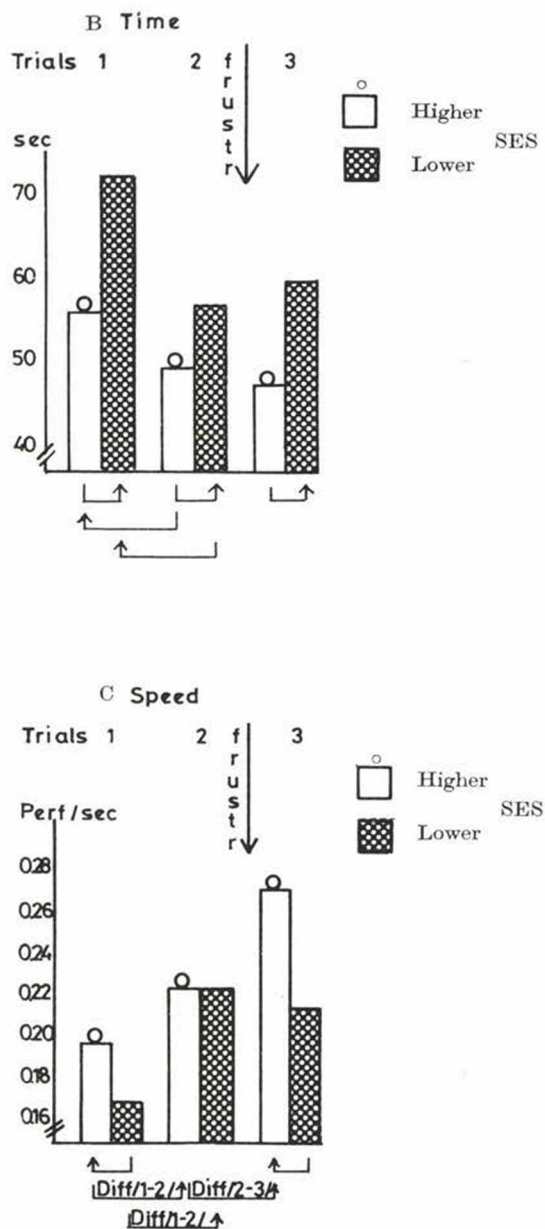 B Time
Trials 1 2 frustr 3
Higher
SES
Lower
sec
70
60
50
40
C Speed
Trials 1 2 frustr 3
Higher
SES
Lower
Perf/sec
0.28
0.26
0.24
0.22
0.20
0.18
0.16
Diff/1-2/ Diff/2-3/
Diff/1-2/